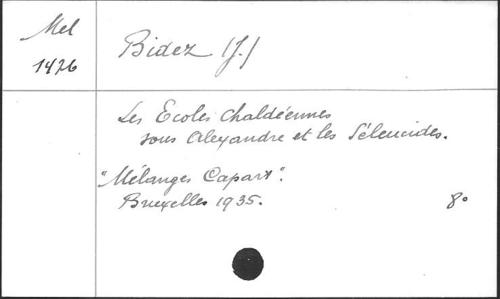 Mel
1426
Bidez (J.)
Les Ecoles Chaldéennes
sous Alexandre et les Séleucides.
"Mélanges Capart".
Bruxelles 1935. 8°